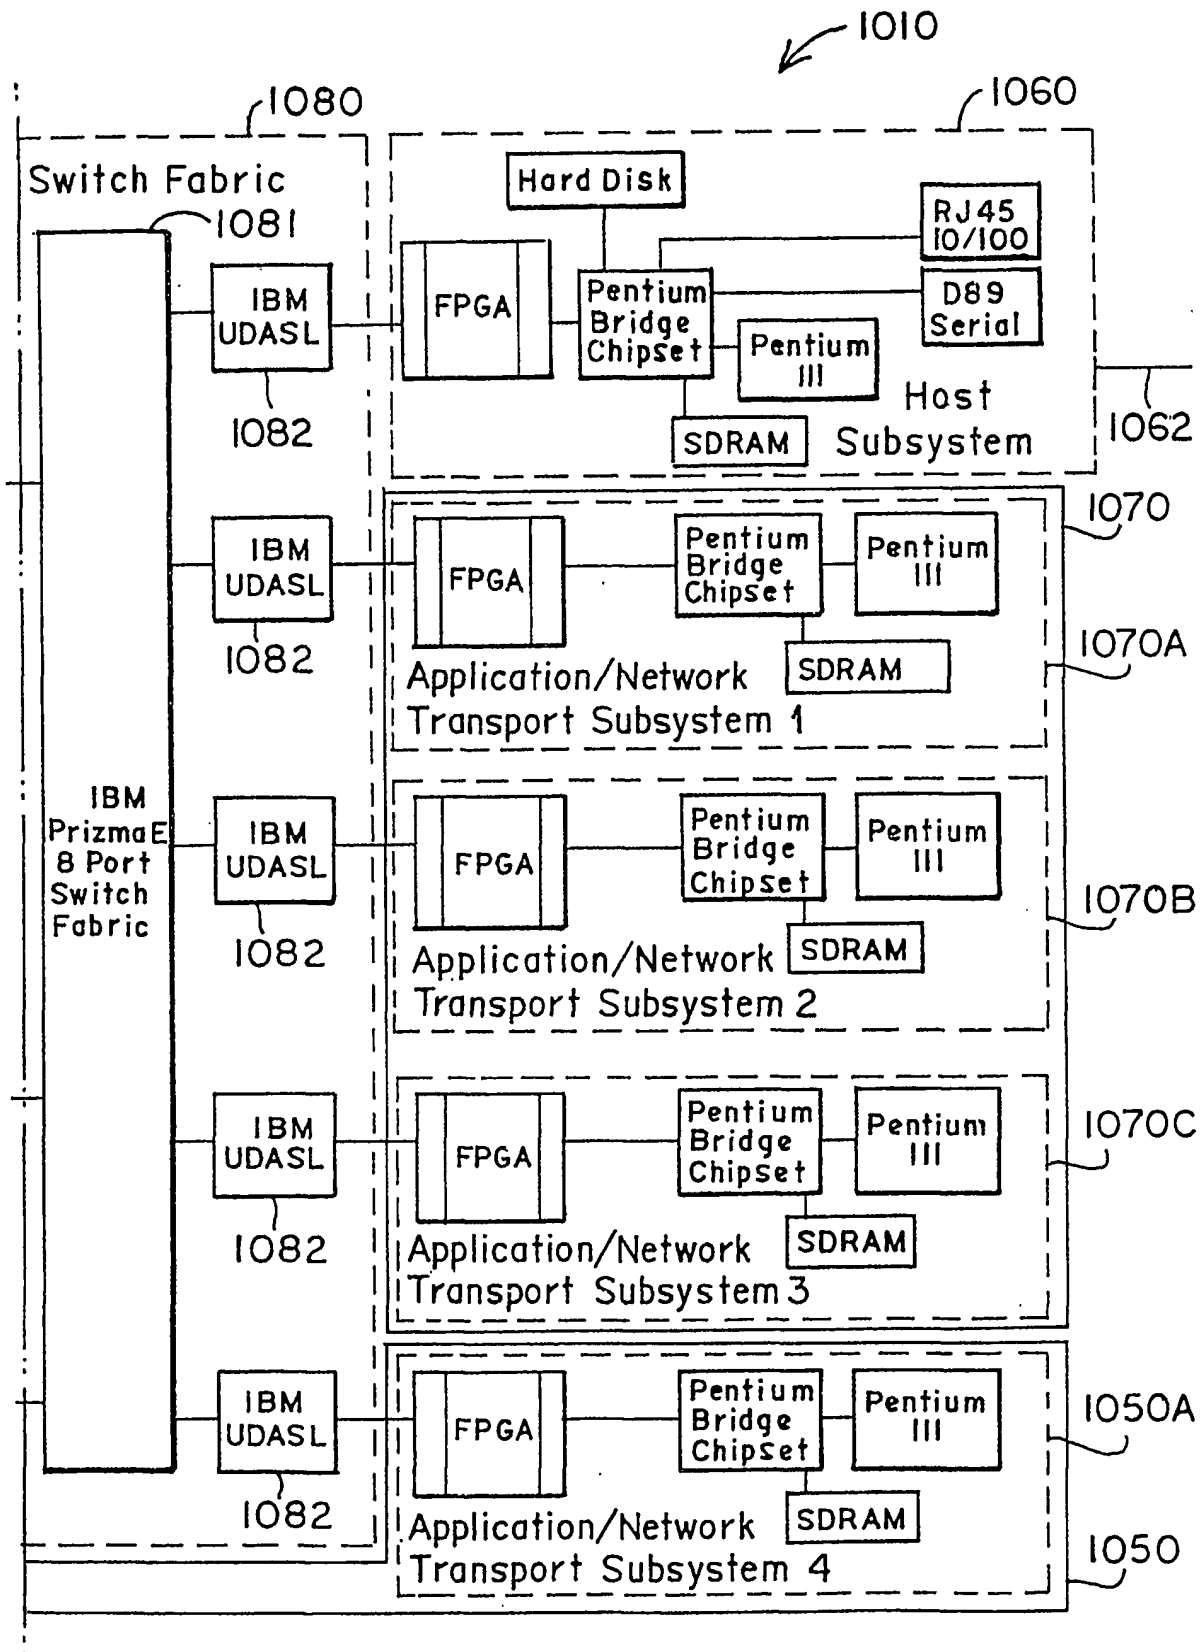 1010
1080
1060
Switch Fabric
1081
Hard Disk
RJ45
10/100
IBM
UDASL
FPGA
Pentium
Bridge
Chipset
D89
Serial
Pentium
III
1082
SDRAM
Host
Subsystem
1062
1070
IBM
UDASL
FPGA
Pentium
Bridge
Chipset
Pentium
III
1082
SDRAM
1070A
Application/Network
Transport Subsystem 1
IBM
PrizmaE
8 Port
Switch
Fabric
IBM
UDASL
FPGA
Pentium
Bridge
Chipset
Pentium
III
1070B
1082
SDRAM
Application/Network
Transport Subsystem 2
IBM
UDASL
FPGA
Pentium
Bridge
Chipset
Pentium
III
1070C
1082
SDRAM
Application/Network
Transport Subsystem 3
IBM
UDASL
FPGA
Pentium
Bridge
Chipset
Pentium
III
1050A
1082
SDRAM
Application/Network
Transport Subsystem 4
1050